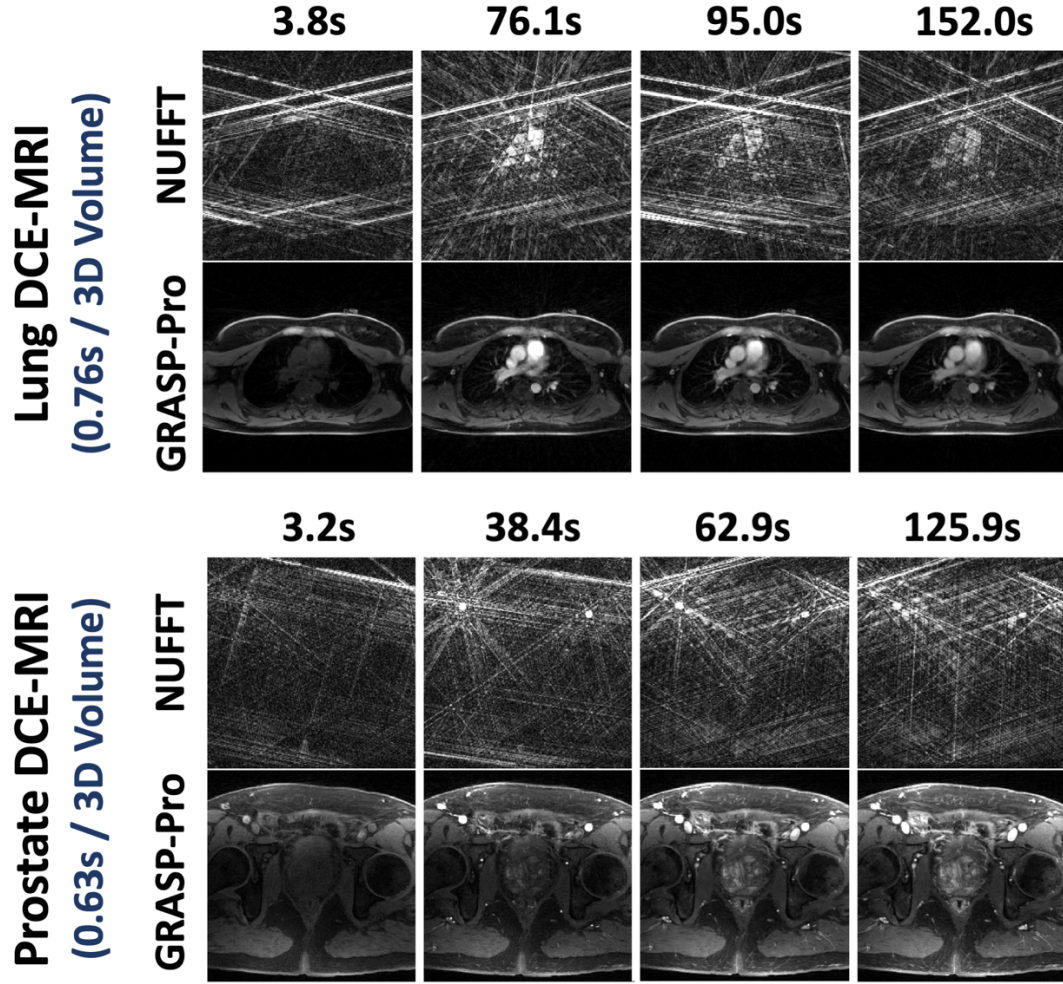 3.8s 76.1s 95.0s 152.0s
Lung DCE-MRI
(0.76s / 3D Volume)
NUFFT
GRASP-Pro
3.2s 38.4s 62.9s 125.9s
Prostate DCE-MRI
(0.63s / 3D Volume)
NUFFT
GRASP-Pro